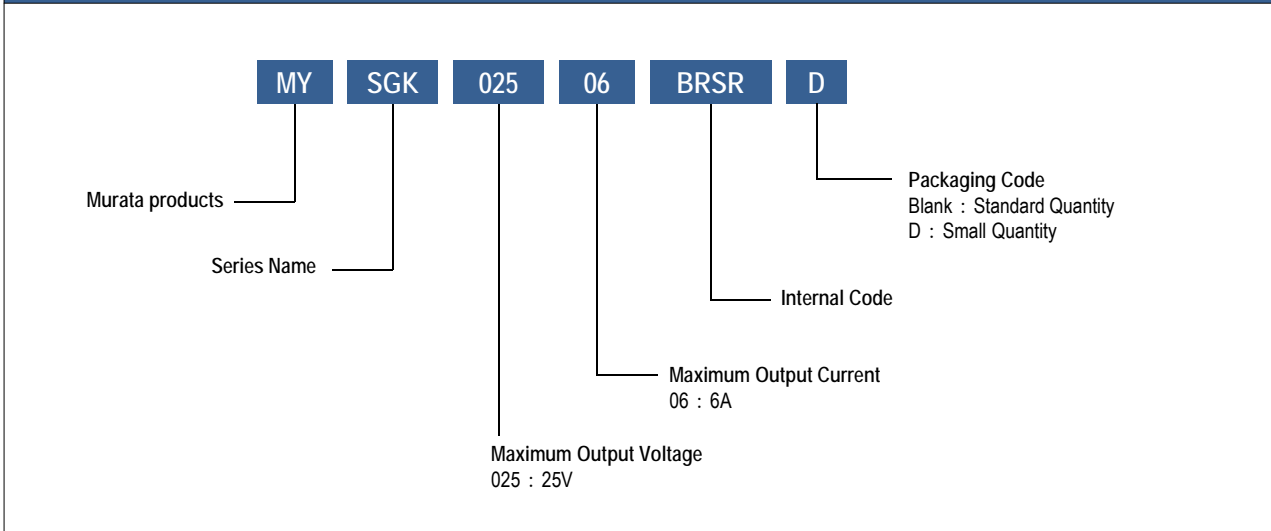 MY SGK 025 06 BRSR D
Murata products
Series Name
Packaging Code
Blank : Standard Quantity
D : Small Quantity
Internal Code
Maximum Output Current
06 : 6A
Maximum Output Voltage
025 : 25V